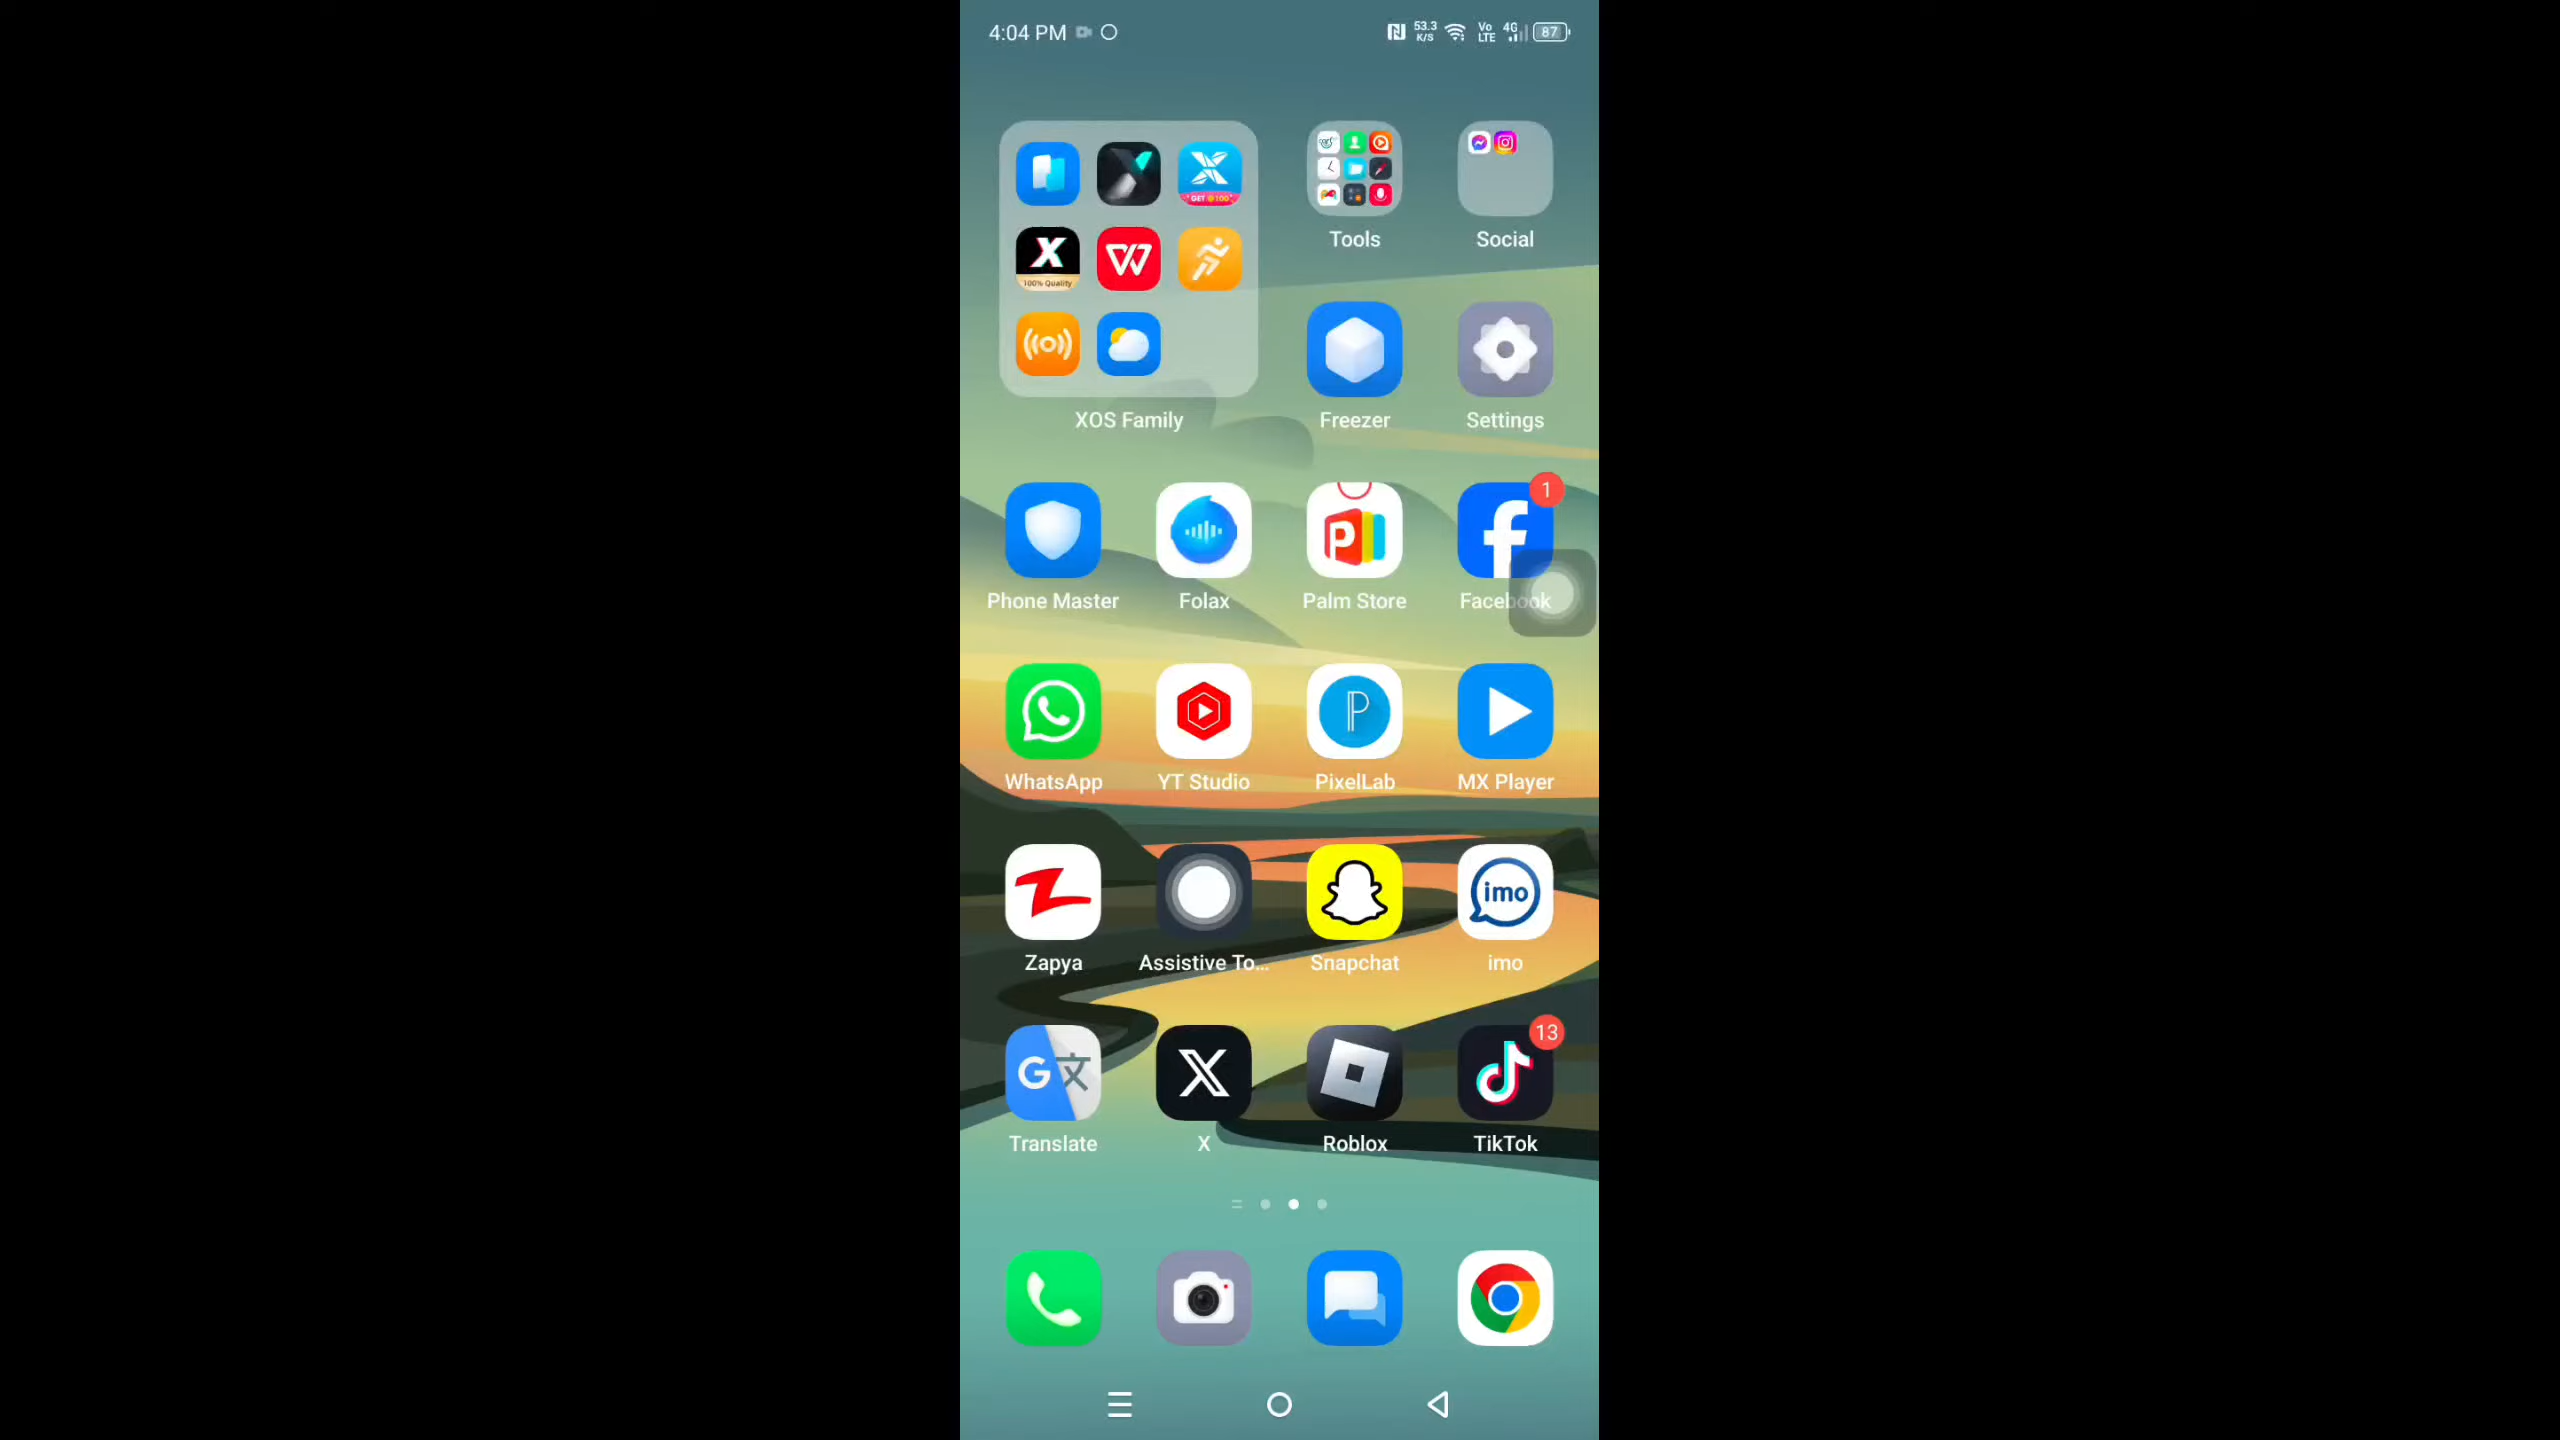 4:04 PM
53.3
K/S
Vo
LTE
4G
87
GET 100
100% Quality
XOS Family
Tools
Social
Freezer
Settings
1
Phone Master
Folax
Palm Store
Facebook
WhatsApp
YT Studio
PixelLab
MX Player
imo
Zapya
Assistive To...
Snapchat
imo
13
Translate
X
Roblox
TikTok